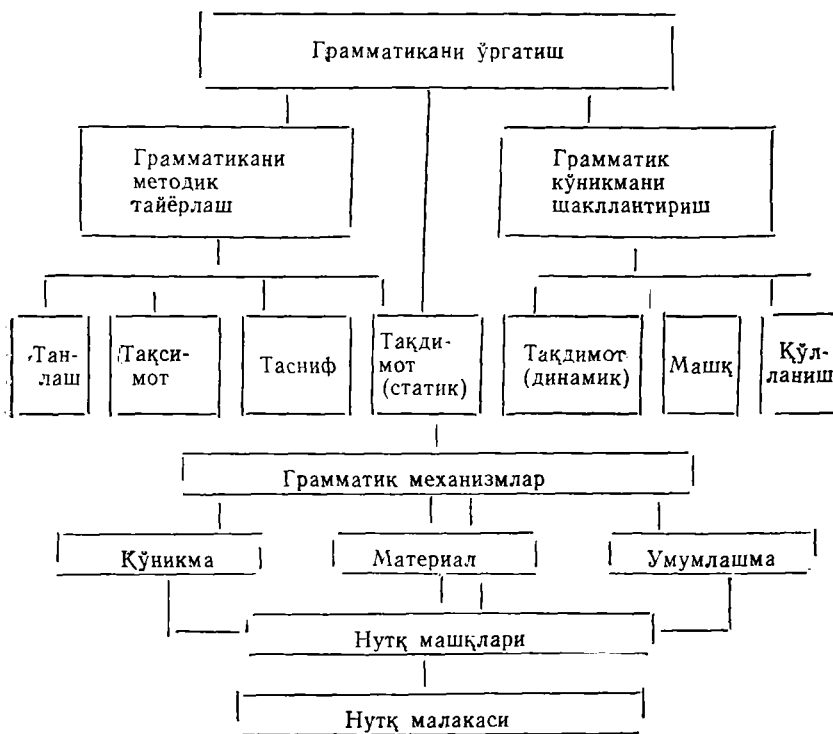 Грамматикани ўргатиш
Грамматикани
методик
тайёрлаш
Грамматик
кўникмани
шакллантириш
Тан-
лаш
Тақси-
мот
Тасниф
Тақди-
мот
(статик)
Тақдимот
(динамик)
Машқ
Қўл-
ланиш
Грамматик механизмлар
Қўникма
Материал
Умумлашма
Нутқ машқлари
Нутқ малакаси